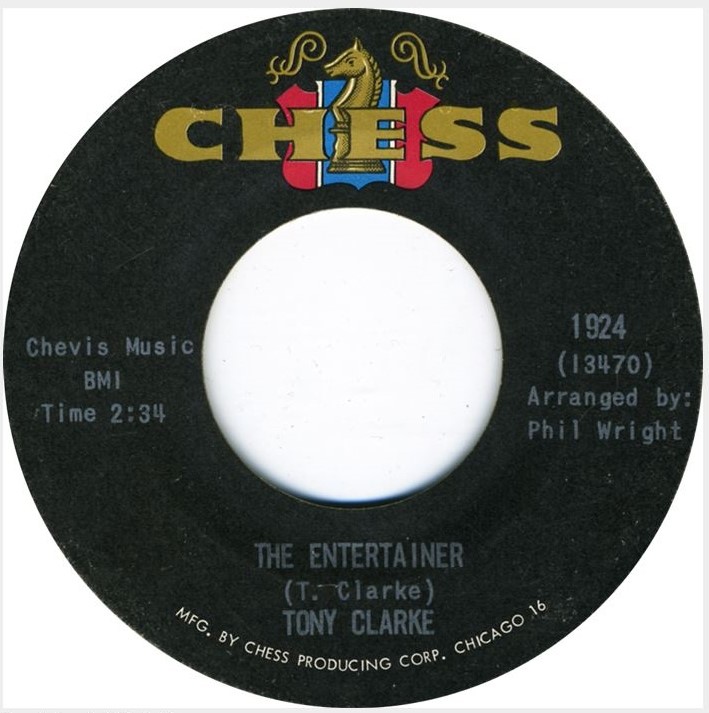 CHESS
Chevis Music
BMI
Time 2:34
1924
(13470)
Arranged by:
Phil Wright
THE ENTERTAINER
(T. Clarke)
TONY CLARKE
MFG. BY CHESS PRODUCING CORP. CHICAGO 16